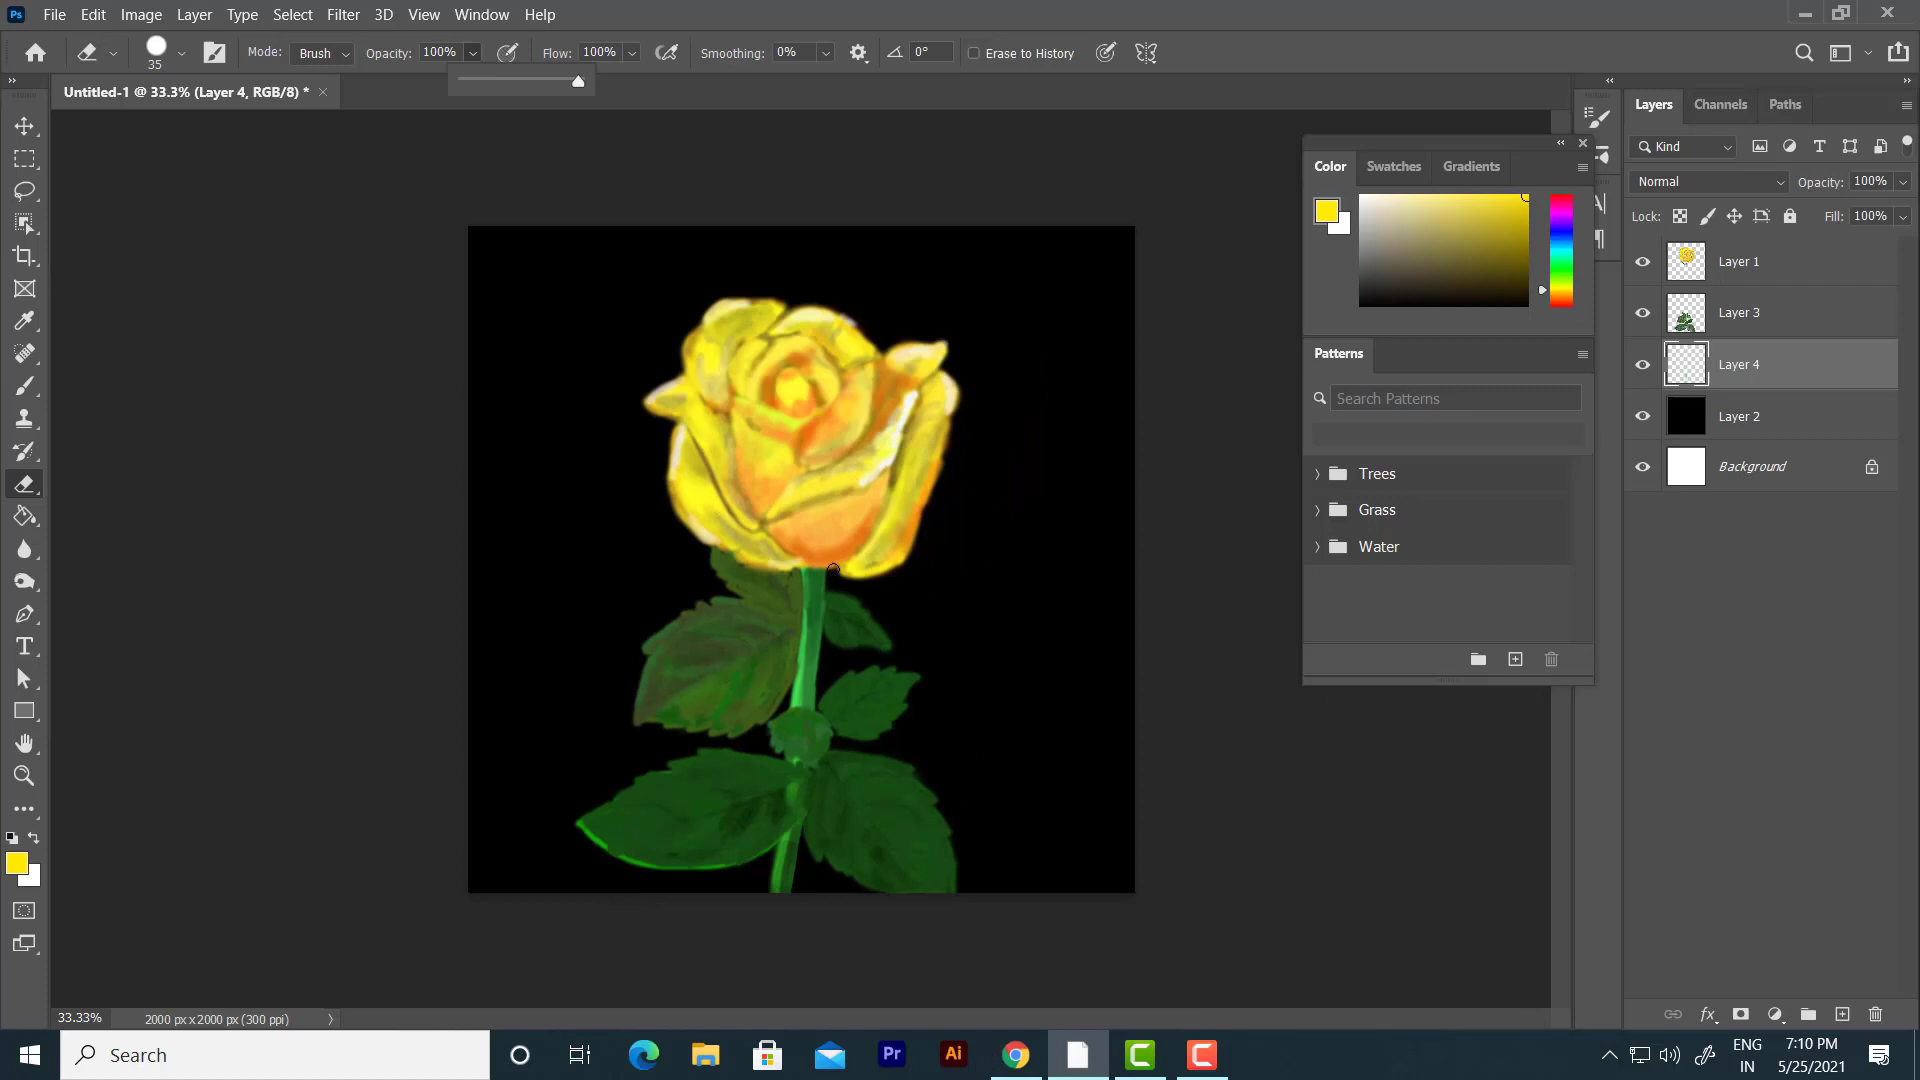 Ps File Edit Image Layer Type Select Filter 3D View Window Help
35 Mode: Brush Opacity: 100% Flow: 100% Smoothing: 0% 0° Erase to History
Untitled-1 @ 33.3% (Layer 4, RGB/8) *
Layers Channels Paths
Kind
Normal Opacity: 100%
Lock: Fill: 100%
Layer 1
Layer 3
Layer 4
Layer 2
Background
Color Swatches Gradients
Patterns
Search Patterns
Trees
Grass
Water
33.33% 2000 px x 2000 px (300 ppi)
Search
Pr Ai
ENG
IN
7:10 PM
5/25/2021